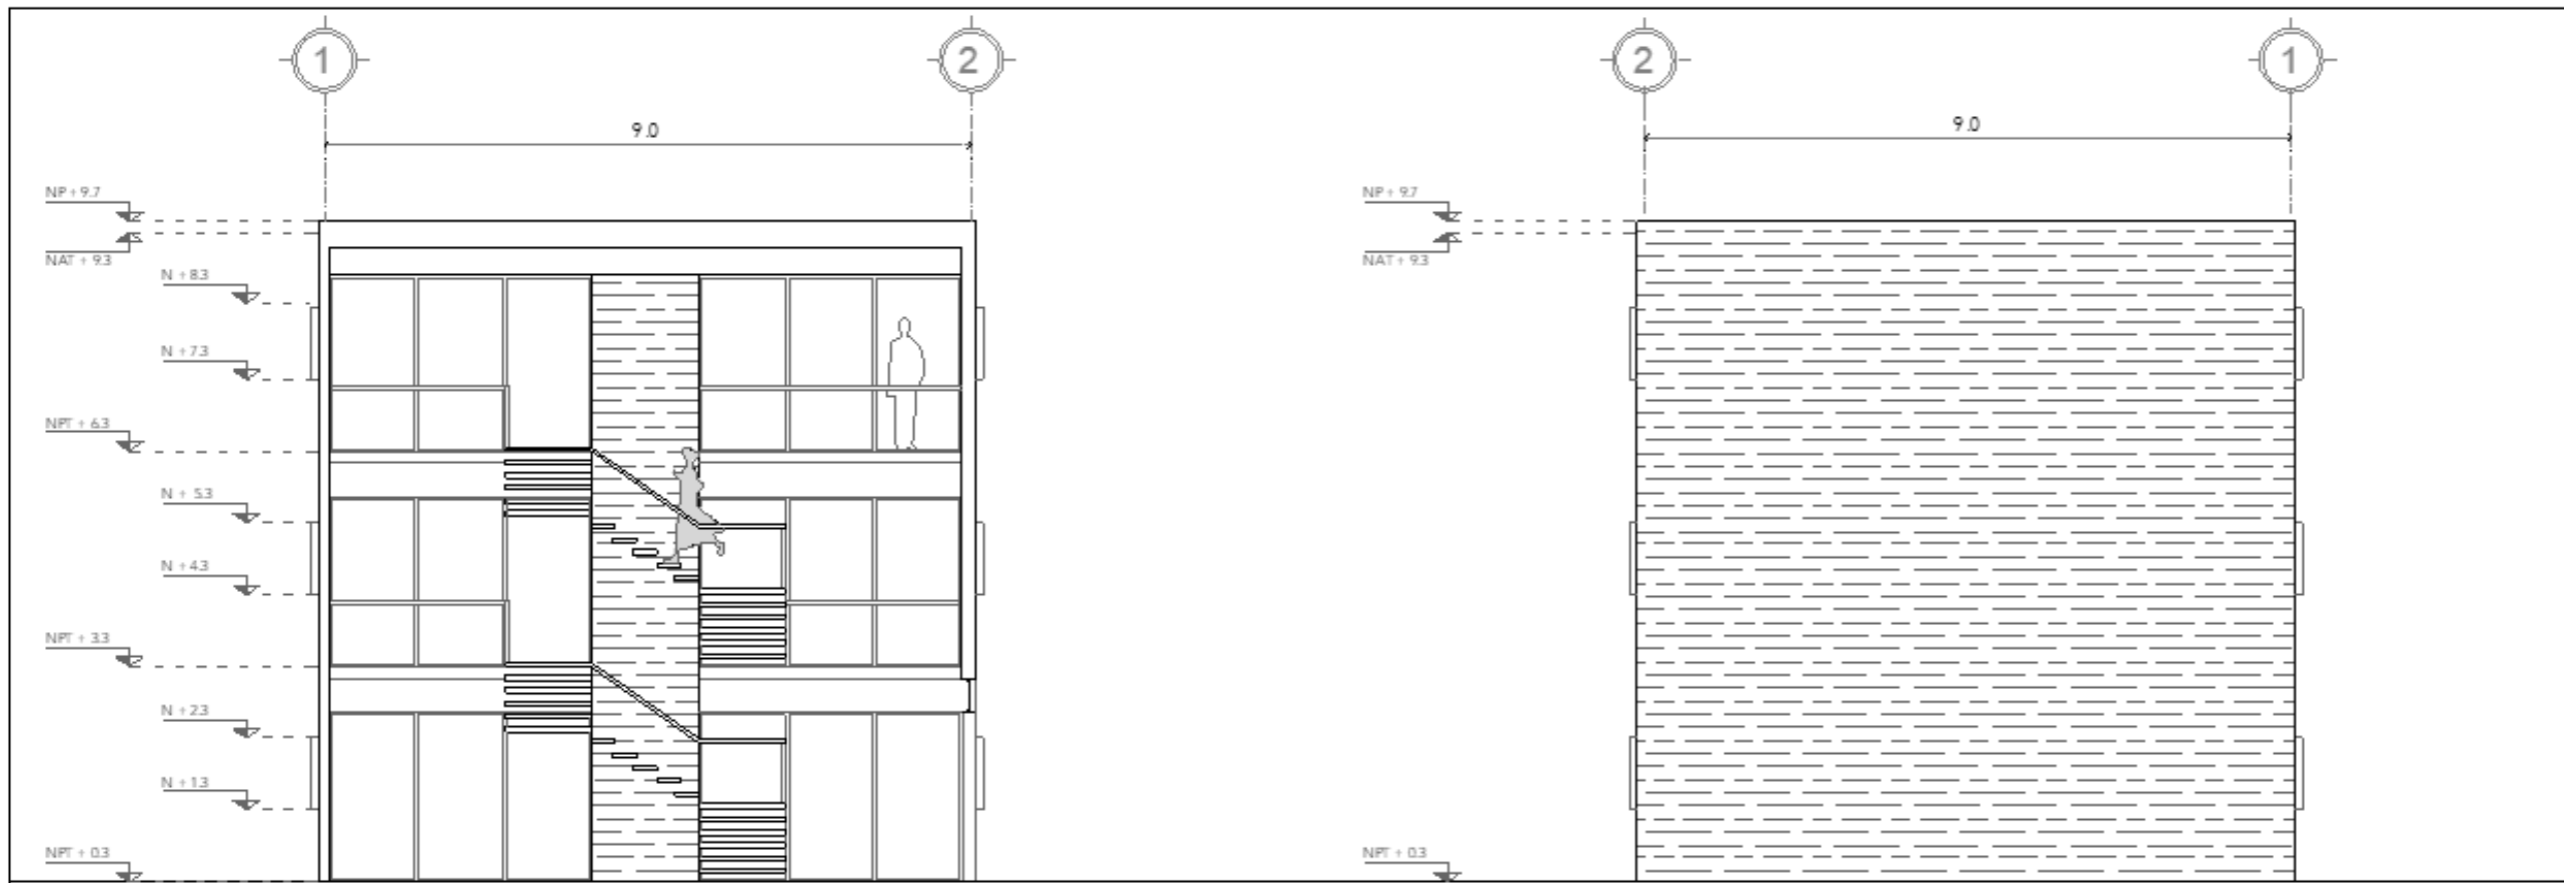 1 2 2 1
9.0 9.0
NP + 9.7 NP + 9.7
NAT + 9.3 NAT + 9.3
N + 8.3
N + 7.3
NPT + 6.3
N + 5.3
N + 4.3
NPT + 3.3
N + 2.3
N + 1.3
NPT + 0.3 NPT + 0.3